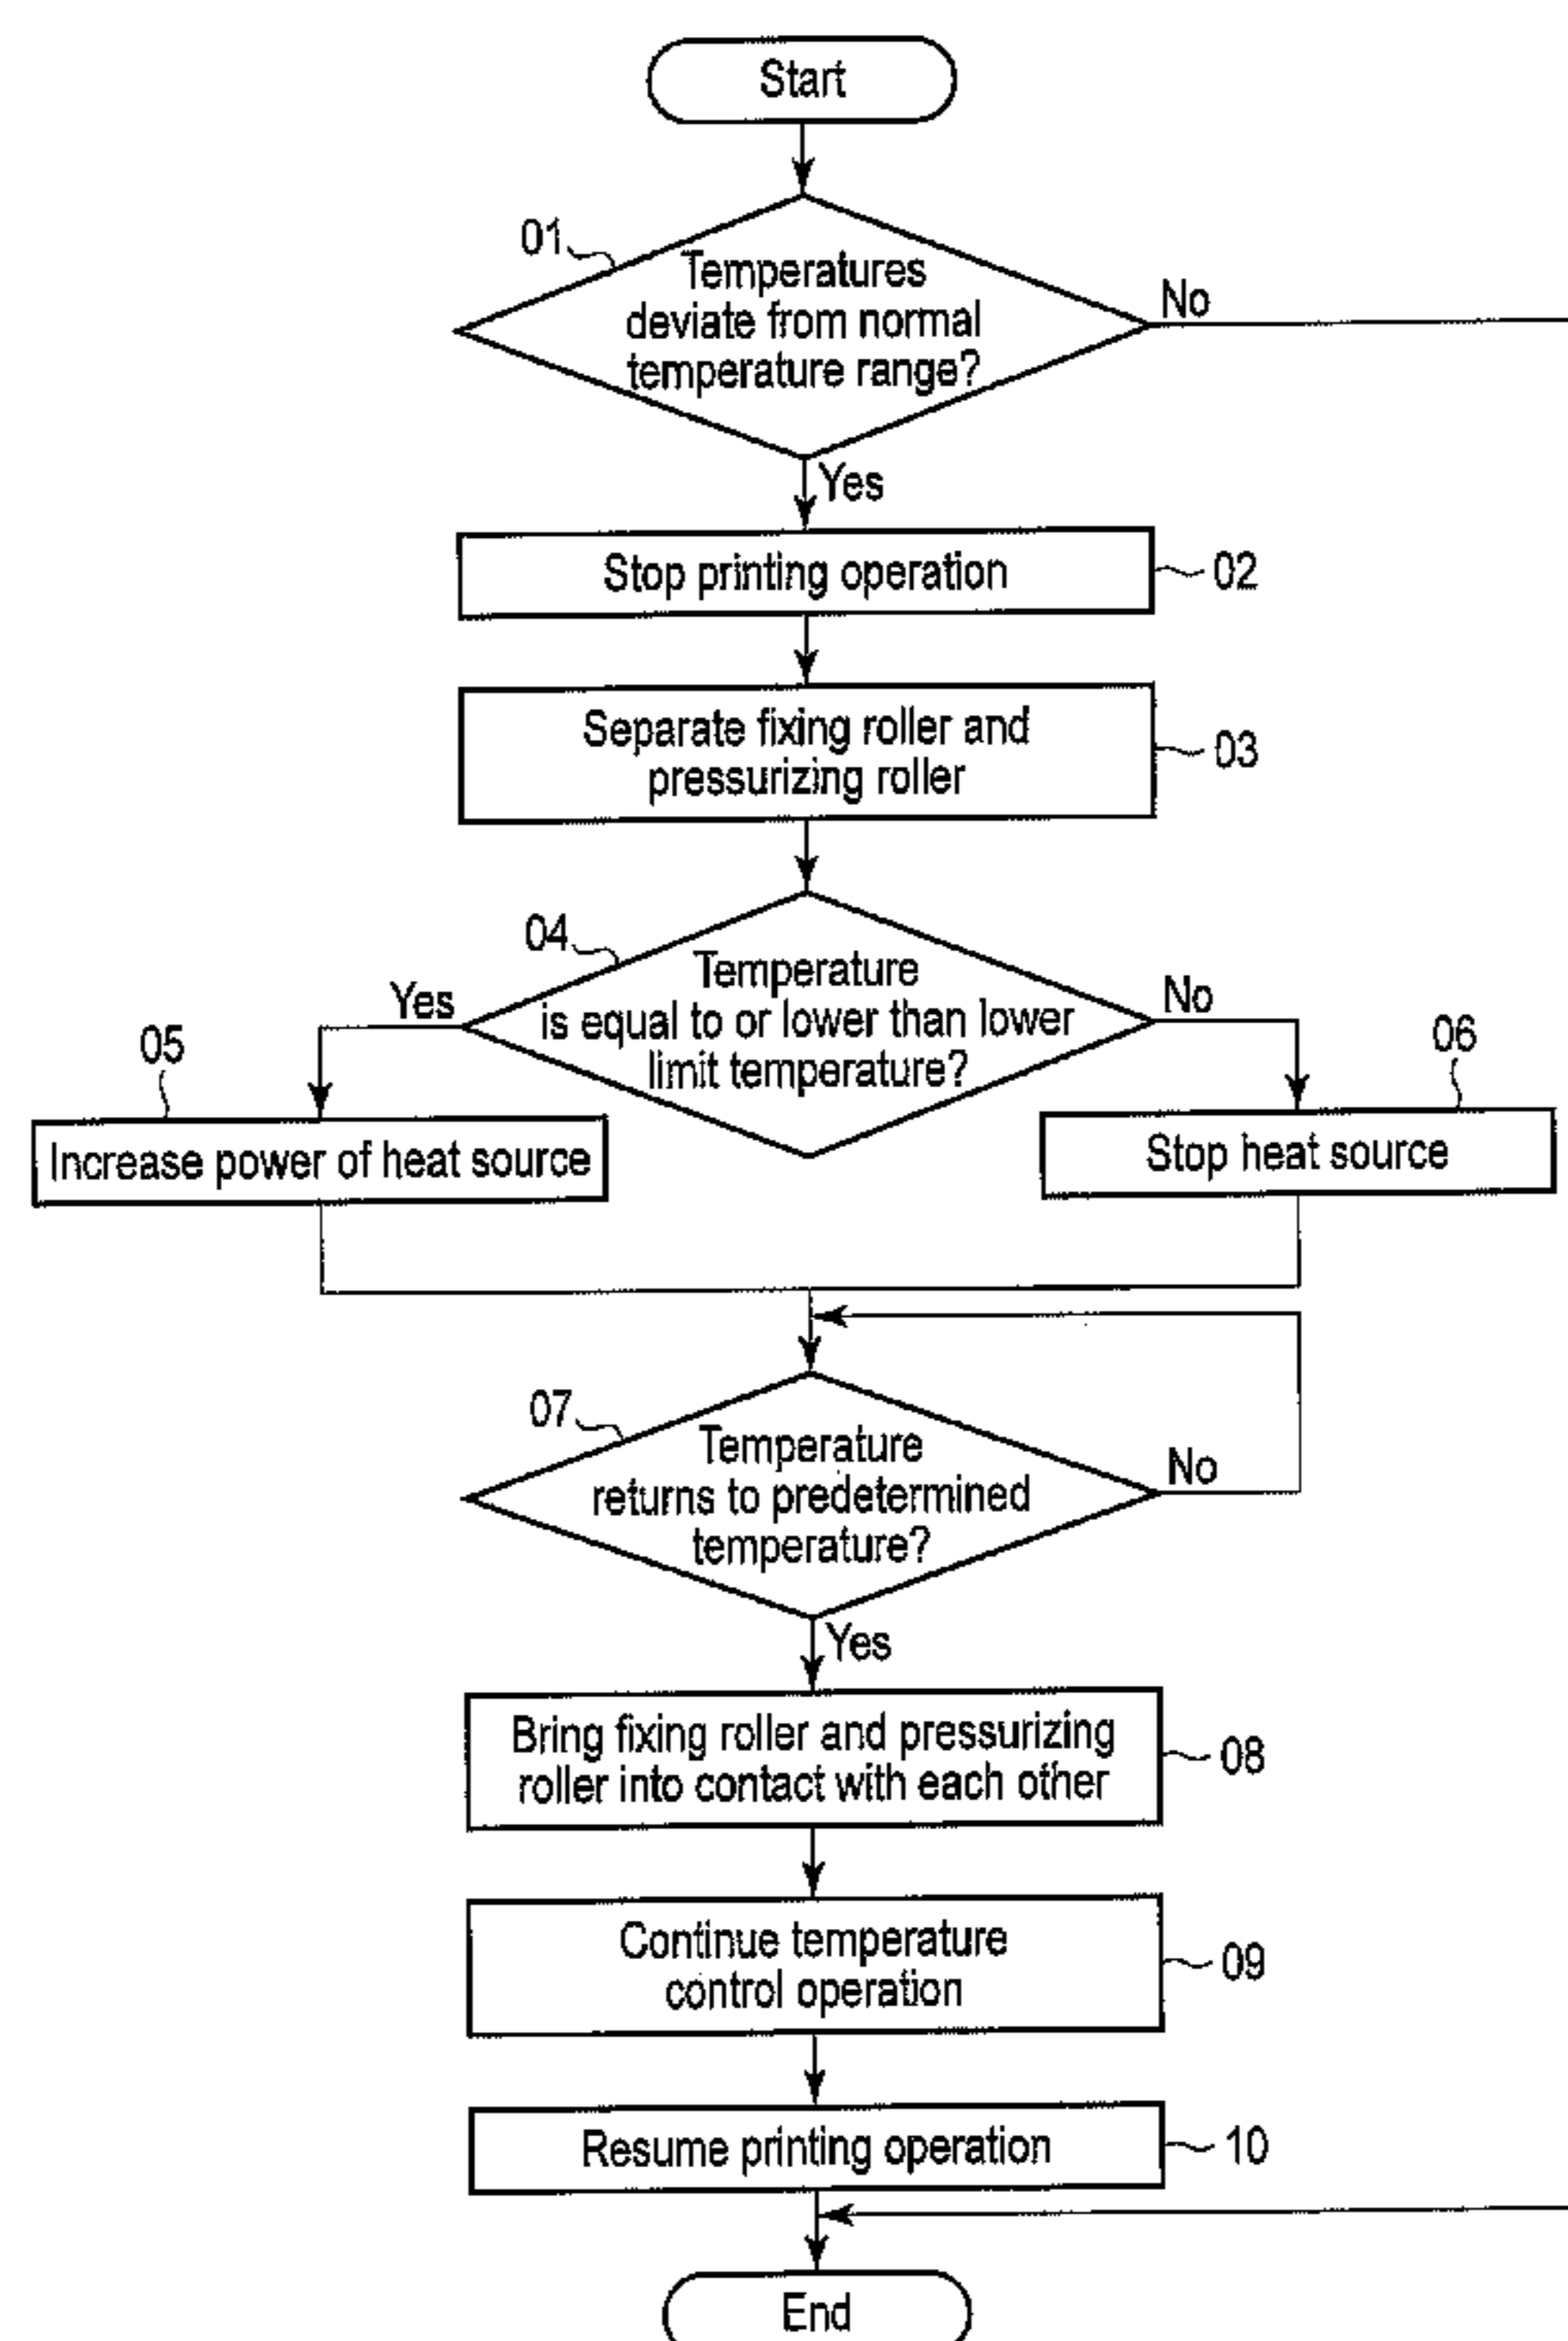 Start
01
Temperatures
deviate from normal
temperature range?
No
Yes
Stop printing operation
02
Separate fixing roller and
pressurizing roller
03
04
Temperature
is equal to or lower than lower
limit temperature?
Yes
No
05
Increase power of heat source
06
Stop heat source
07
Temperature
returns to predetermined
temperature?
No
Yes
Bring fixing roller and pressurizing
roller into contact with each other
08
Continue temperature
control operation
09
Resume printing operation
10
End